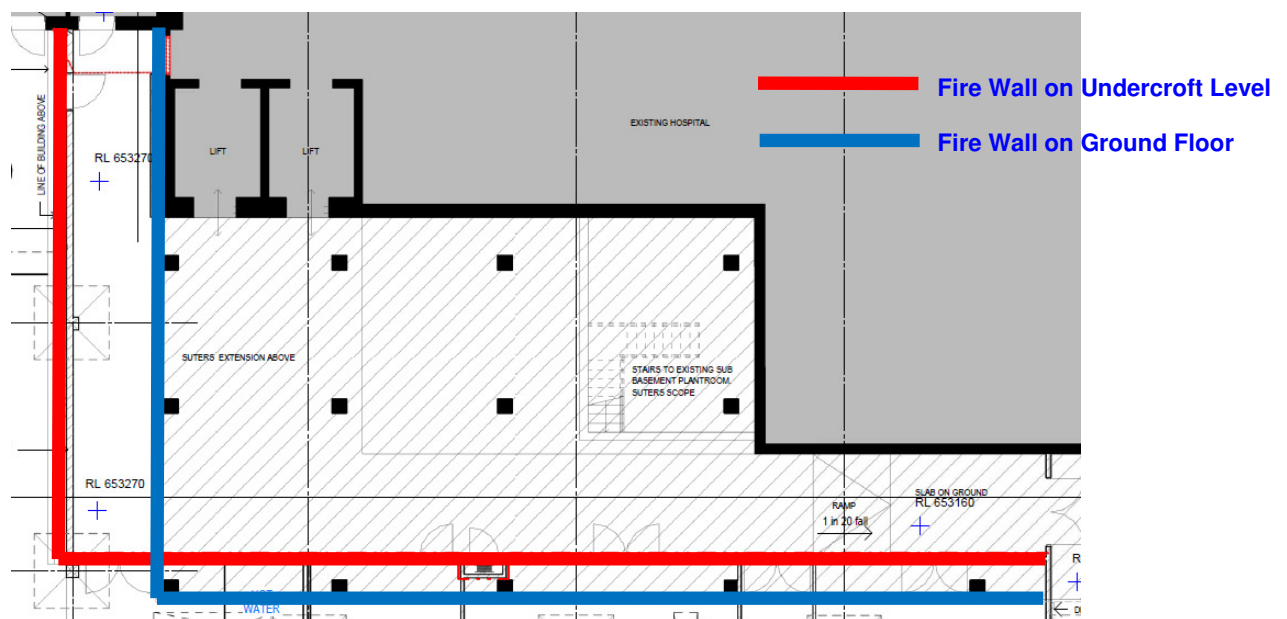 Fire Wall on Undercroft Level
EXISTING HOSPITAL
Fire Wall on Ground Floor
LINE OF BUILDING ABOVE
RL 653270
LIFT
LIFT
SUTERS EXTENSION ABOVE
STAIRS TO EXISTING SUB
BASEMENT PLANTROOM.
SUTERS SCOPE
RL 653270
SLAB ON GROUND
RL 653160
RAMP
1 in 20 fall
WATER